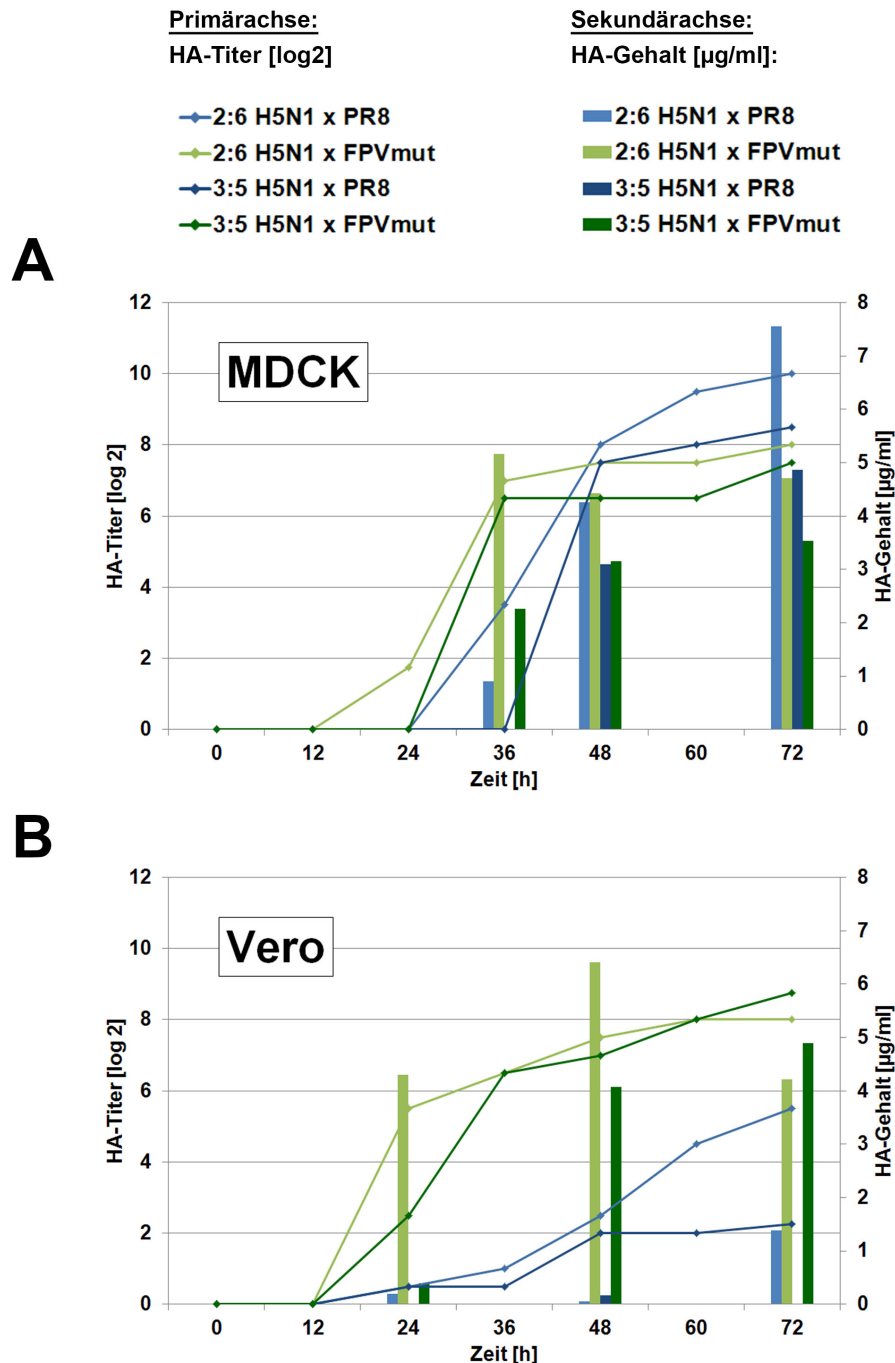 Primärachse:
HA-Titer [log2]
Sekundärachse:
HA-Gehalt [µg/ml]:
2:6 H5N1 x PR8
2:6 H5N1 x FPVmut
3:5 H5N1 x PR8
3:5 H5N1 x FPVmut
2:6 H5N1 x PR8
2:6 H5N1 x FPVmut
3:5 H5N1 x PR8
3:5 H5N1 x FPVmut
A
MDCK
HA-Titer [log 2]
12
10
8
6
4
2
0
8
7
6
5
4
3
2
1
0
HA-Gehalt [µg/ml]
0 12 24 36 48 60 72
Zeit [h]
B
Vero
HA-Titer [log 2]
12
10
8
6
4
2
0
8
7
6
5
4
3
2
1
0
HA-Gehalt [µg/ml]
0 12 24 36 48 60 72
Zeit [h]